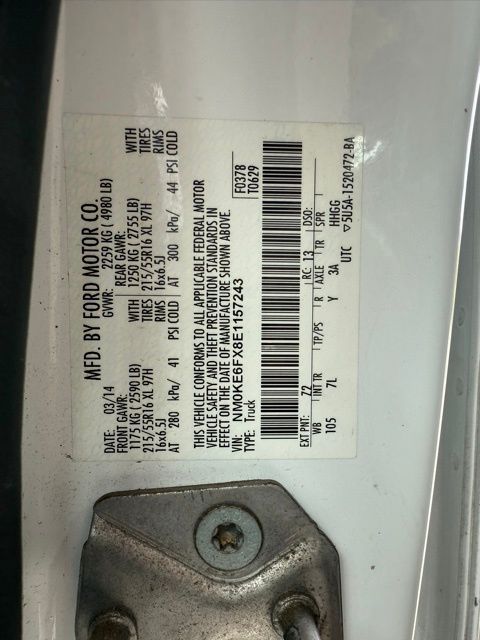 MFD. BY FORD MOTOR CO.
DATE: 03/14 GVWR: 2259 KG ( 4980 LB)
FRONT GAWR: REAR GAWR: WITH
1175 KG ( 2590 LB) 1250 KG ( 2755 LB) TIRES
215/55R16 XL 97H WITH TIRES 215/55R16 XL 97H RIMS
16x6.5J RIMS 16x6.5J
AT 280 kPa/ 41 PSI COLD AT 300 kPa/ 44 PSI COLD
THIS VEHICLE CONFORMS TO ALL APPLICABLE FEDERAL MOTOR
VEHICLE SAFETY AND THEFT PREVENTION STANDARDS IN
EFFECT ON THE DATE OF MANUFACTURE SHOWN ABOVE.
VIN: NM0KE6FX8E1157243
TYPE: Truck
F0378
T0629
EXT PNT: Z2 RC: 13 DSO:
WB INT TR TP/PS R AXLE TR SPR
105 7L Y 3A HHGG
UTC ▽5U5A-1520472-BA